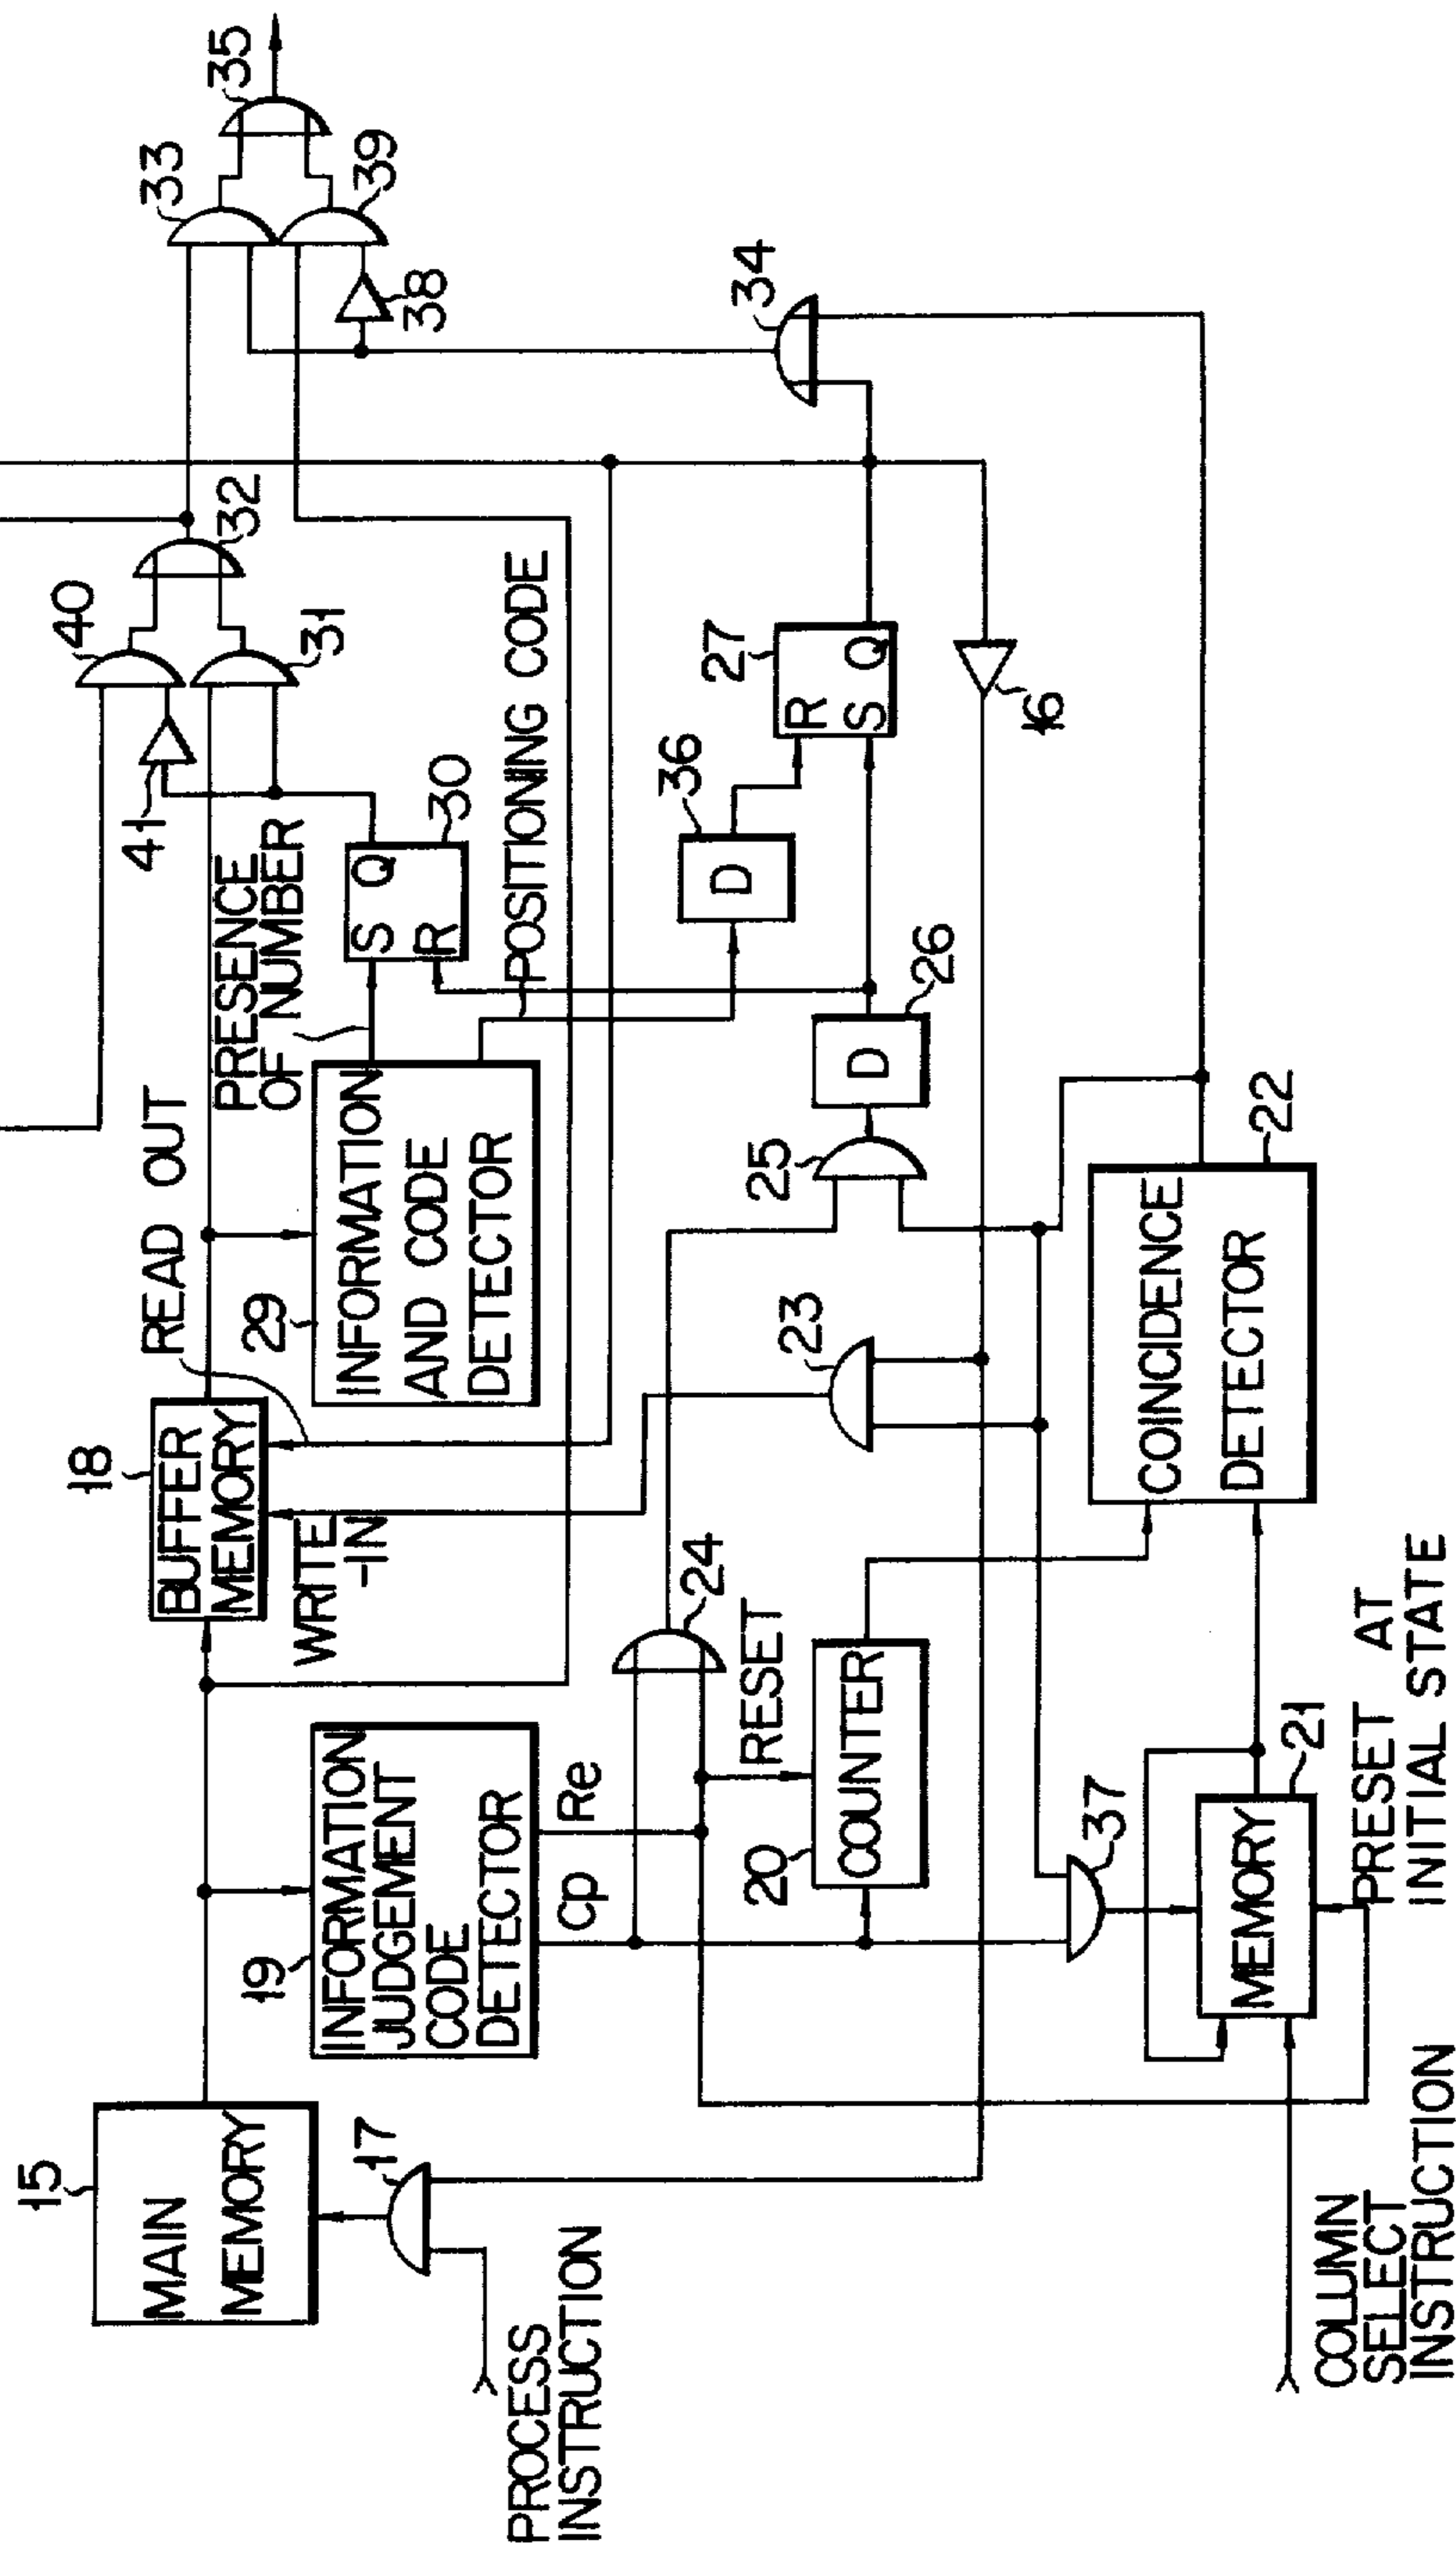 15
MAIN
MEMORY
17
PROCESS
INSTRUCTION
19
INFORMATION
JUDGEMENT
CODE
DETECTOR
Cp
Re
18
BUFFER
MEMORY
WRITE
-IN
READ OUT
29
INFORMATION
AND CODE
DETECTOR
PRESENCE
OF NUMBER
POSITIONING CODE
S Q
R
30
41
40
31
32
33
35
38
39
34
24
RESET
20
COUNTER
23
25
D
26
D
36
R
S Q
27
16
37
MEMORY
21
COLUMN
SELECT
INSTRUCTION
PRESET AT
INITIAL STATE
COINCIDENCE
DETECTOR
22